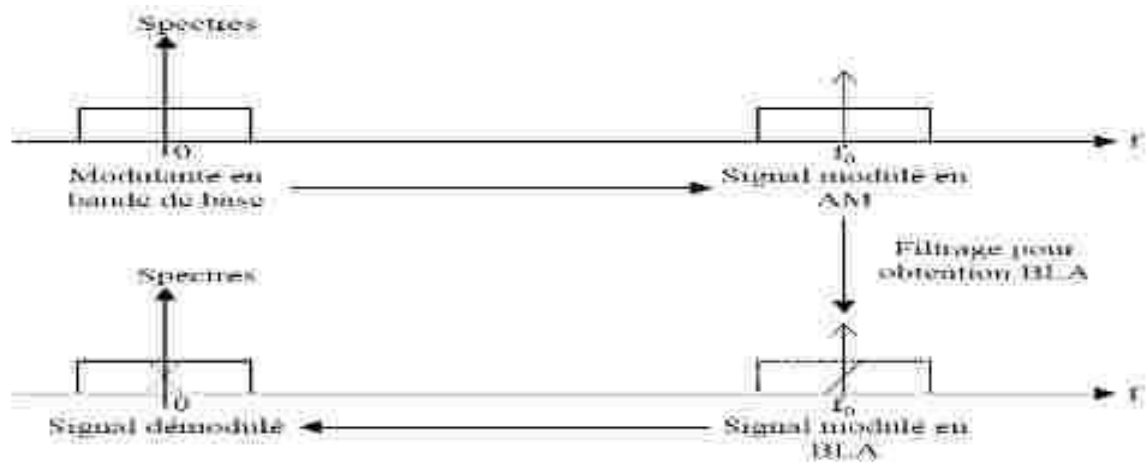 Spectres
0
f₀
f
Modulante en
bande de base
Signal modulé en
AM
Filtrage pour
obtention BLA
Spectres
0
f₀
f
Signal démodulé
Signal modulé en
BLA